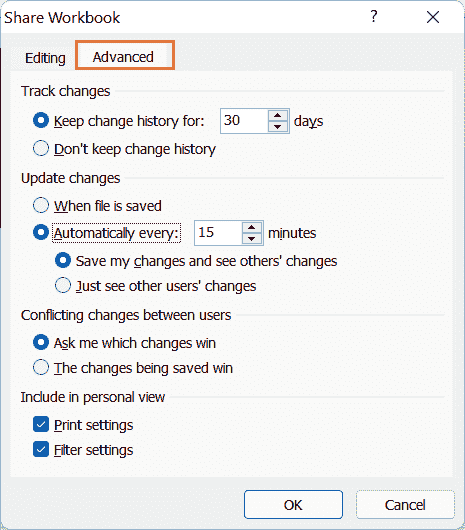 Share Workbook ?
Editing Advanced
Track changes
Keep change history for: 30 days
Don't keep change history
Update changes
When file is saved
Automatically every: 15 minutes
Save my changes and see others' changes
Just see other users' changes
Conflicting changes between users
Ask me which changes win
The changes being saved win
Include in personal view
Print settings
Filter settings
OK Cancel